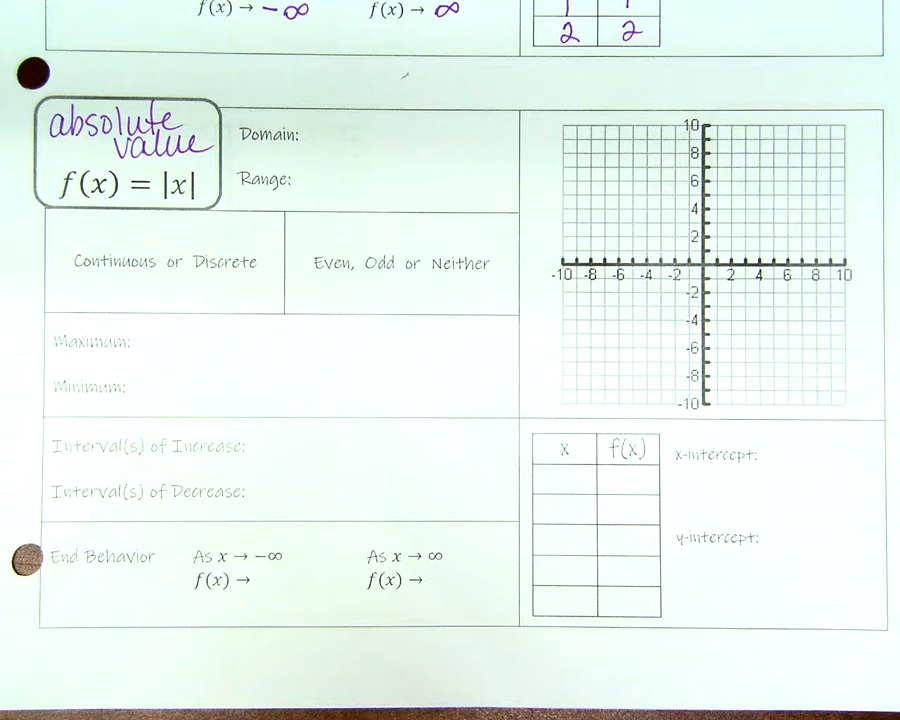 f(x) → -∞ f(x) → ∞
1 1
2 2
absolute
value
f(x) = |x|
Domain:
Range:
Continuous or Discrete
Even, Odd or Neither
Maximum:
Minimum:
Interval(s) of Increase:
Interval(s) of Decrease:
End Behavior As x → -∞ As x → ∞
f(x) → f(x) →
10
8
6
4
2
-10 -8 -6 -4 -2 2 4 6 8 10
-2
-4
-6
-8
-10
x f(x)
x-intercept:
y-intercept: